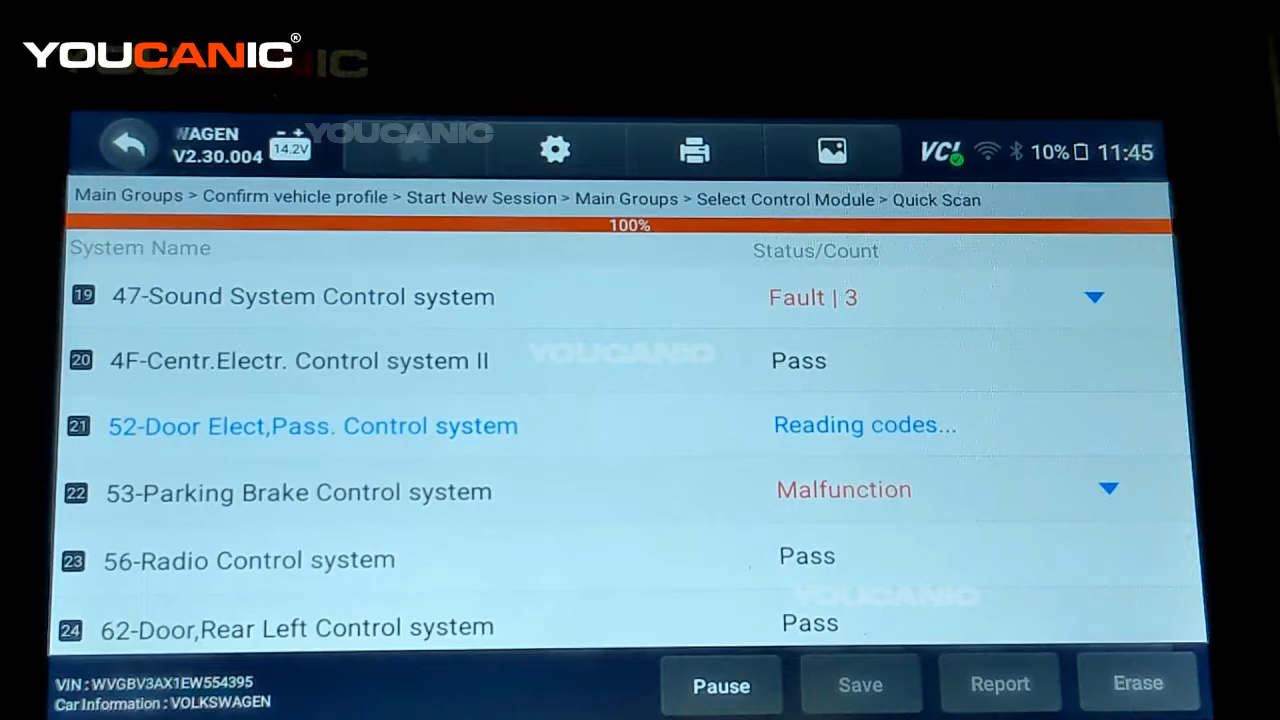 YOUCANIC®
WAGEN
V2.30.004
- +
14.2V
YOUCANIC
VCI
10%
11:45
Main Groups > Confirm vehicle profile > Start New Session > Main Groups > Select Control Module > Quick Scan
100%
System Name Status/Count
19 47-Sound System Control system Fault | 3
20 4F-Centr.Electr. Control system II Pass
YOUCANIC
21 52-Door Elect,Pass. Control system Reading codes...
22 53-Parking Brake Control system Malfunction
23 56-Radio Control system Pass
YOUCANIC
24 62-Door,Rear Left Control system Pass
VIN : WVGBV3AX1EW554395
Car Information : VOLKSWAGEN
Pause Save Report Erase